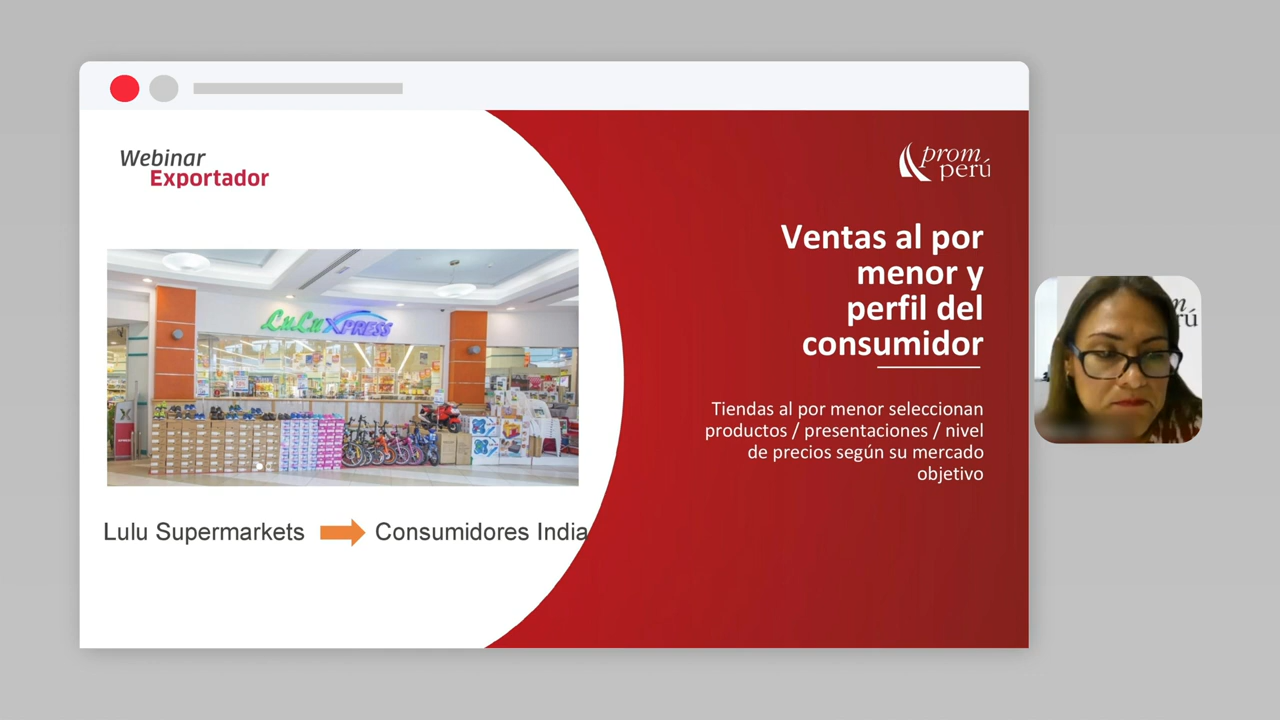 Webinar
Exportador
prom
perú
Ventas al por
menor y
perfil del
consumidor
Tiendas al por menor seleccionan
productos / presentaciones / nivel
de precios según su mercado
objetivo
LuLu XPRESS
Lulu Supermarkets
Consumidores India